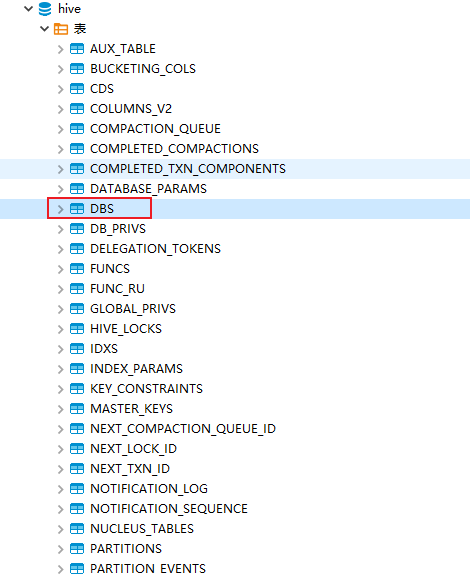 hive
表
AUX_TABLE
BUCKETING_COLS
CDS
COLUMNS_V2
COMPACTION_QUEUE
COMPLETED_COMPACTIONS
COMPLETED_TXN_COMPONENTS
DATABASE_PARAMS
DBS
DB_PRIVS
DELEGATION_TOKENS
FUNCS
FUNC_RU
GLOBAL_PRIVS
HIVE_LOCKS
IDXS
INDEX_PARAMS
KEY_CONSTRAINTS
MASTER_KEYS
NEXT_COMPACTION_QUEUE_ID
NEXT_LOCK_ID
NEXT_TXN_ID
NOTIFICATION_LOG
NOTIFICATION_SEQUENCE
NUCLEUS_TABLES
PARTITIONS
PARTITION_EVENTS